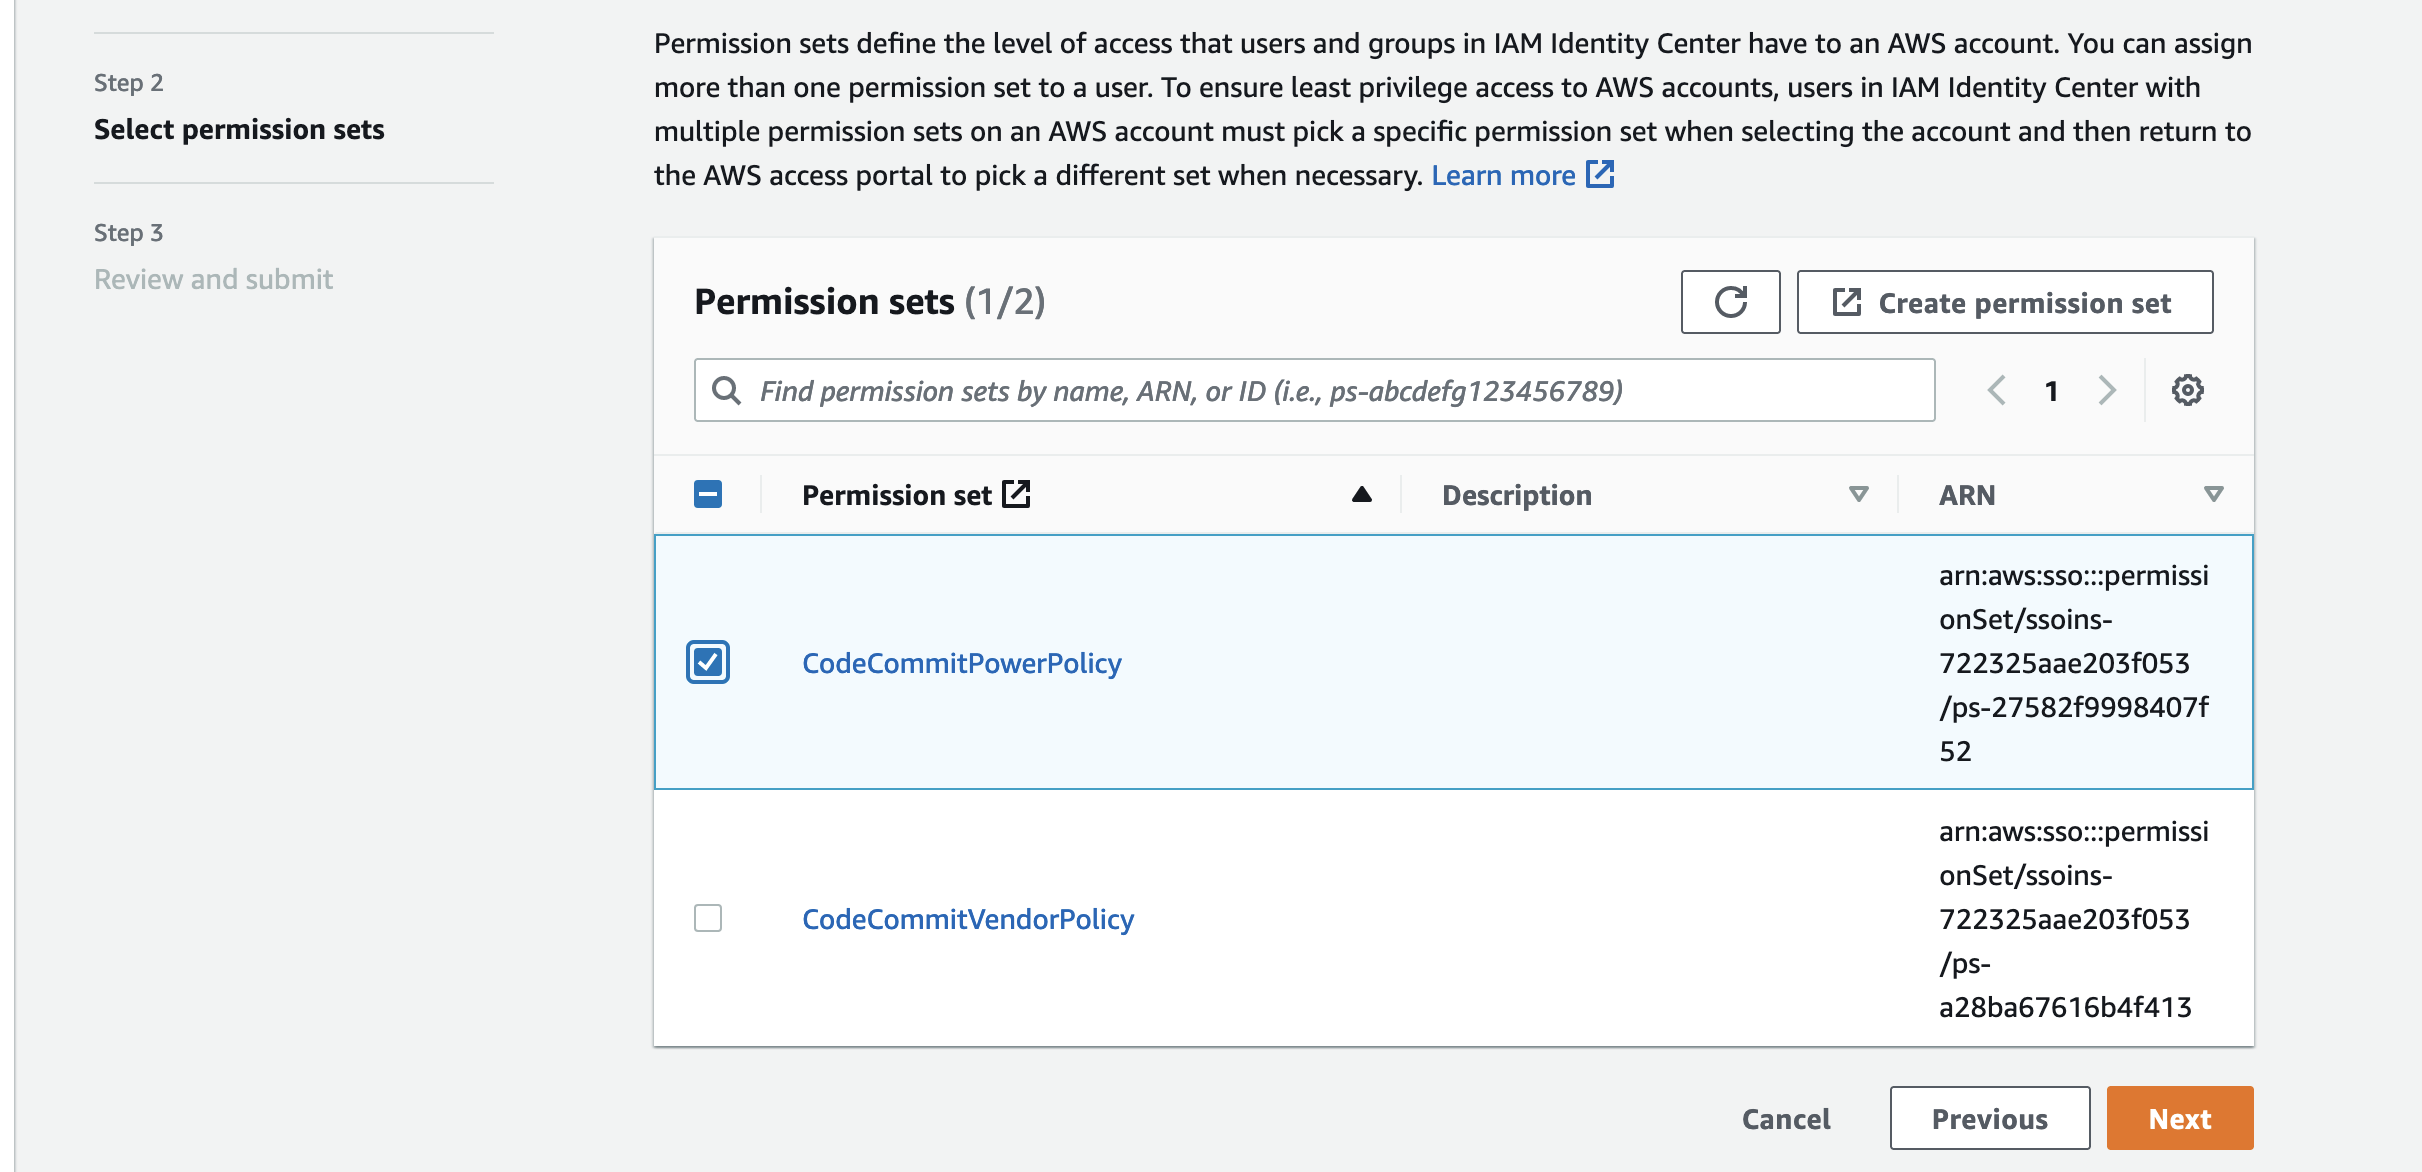 Step 2
Select permission sets
Step 3
Review and submit
Permission sets define the level of access that users and groups in IAM Identity Center have to an AWS account. You can assign
more than one permission set to a user. To ensure least privilege access to AWS accounts, users in IAM Identity Center with
multiple permission sets on an AWS account must pick a specific permission set when selecting the account and then return to
the AWS access portal to pick a different set when necessary. Learn more
Permission sets (1/2)
Create permission set
Find permission sets by name, ARN, or ID (i.e., ps-abcdefg123456789)
1
Permission set Description ARN
CodeCommitPowerPolicy
arn:aws:sso:::permissi
onSet/ssoins-
722325aae203f053
/ps-27582f9998407f
52
CodeCommitVendorPolicy
arn:aws:sso:::permissi
onSet/ssoins-
722325aae203f053
/ps-
a28ba67616b4f413
Cancel Previous Next